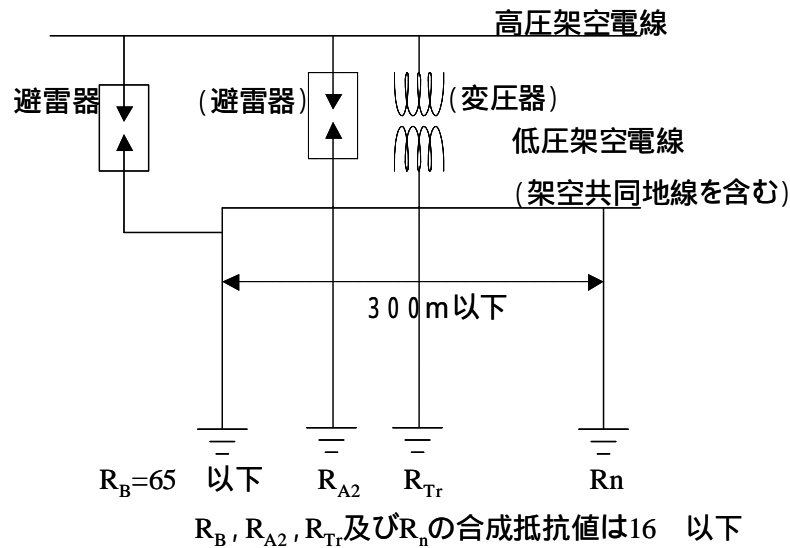 高圧架空電線
避雷器
(避雷器)
(変圧器)
低圧架空電線
(架空共同地線を含む)
300m以下
R_B=65 以下
R_A2
R_Tr
Rn
R_B, R_A2, R_Tr及びR_nの合成抵抗値は16 以下